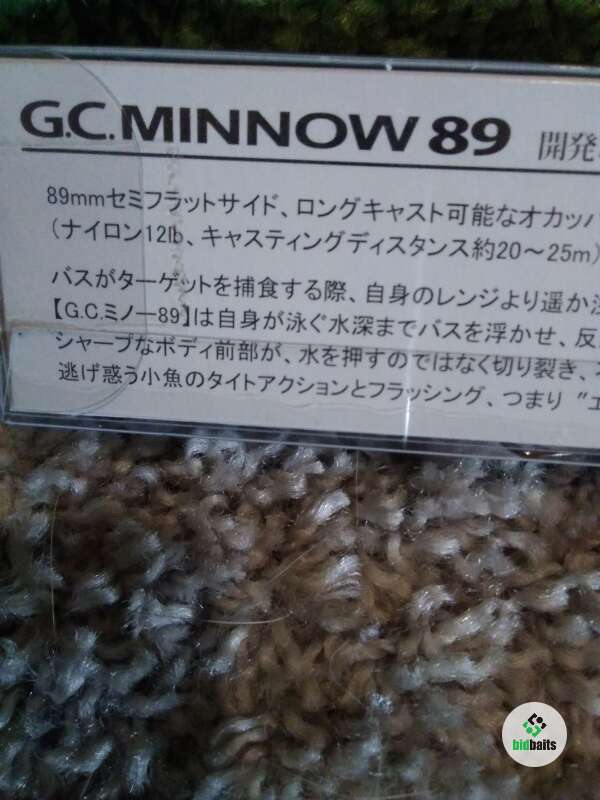 G.C.MINNOW 89 開発
89mmセミフラットサイド、ロングキャスト可能なオカッパ
(ナイロン12lb、キャスティングディスタンス約20～25m)
バスがターゲットを捕食する際、自身のレンジより遥か
【G.C.ミノー89】は自身が泳ぐ水深までバスを浮かせ、反
シャープなボディ前部が、水を押すのではなく切り裂き、
逃げ惑う小魚のタイトアクションとフラッシング、つまり“エ
bidbaits